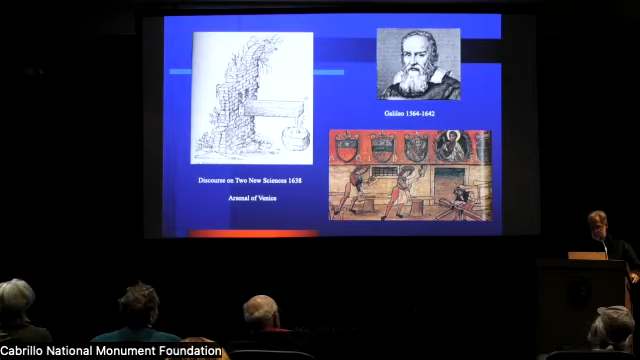 Galileo 1564-1642
Discourse on Two New Sciences 1638
Arsenal of Venice
Cabrillo National Monument Foundation